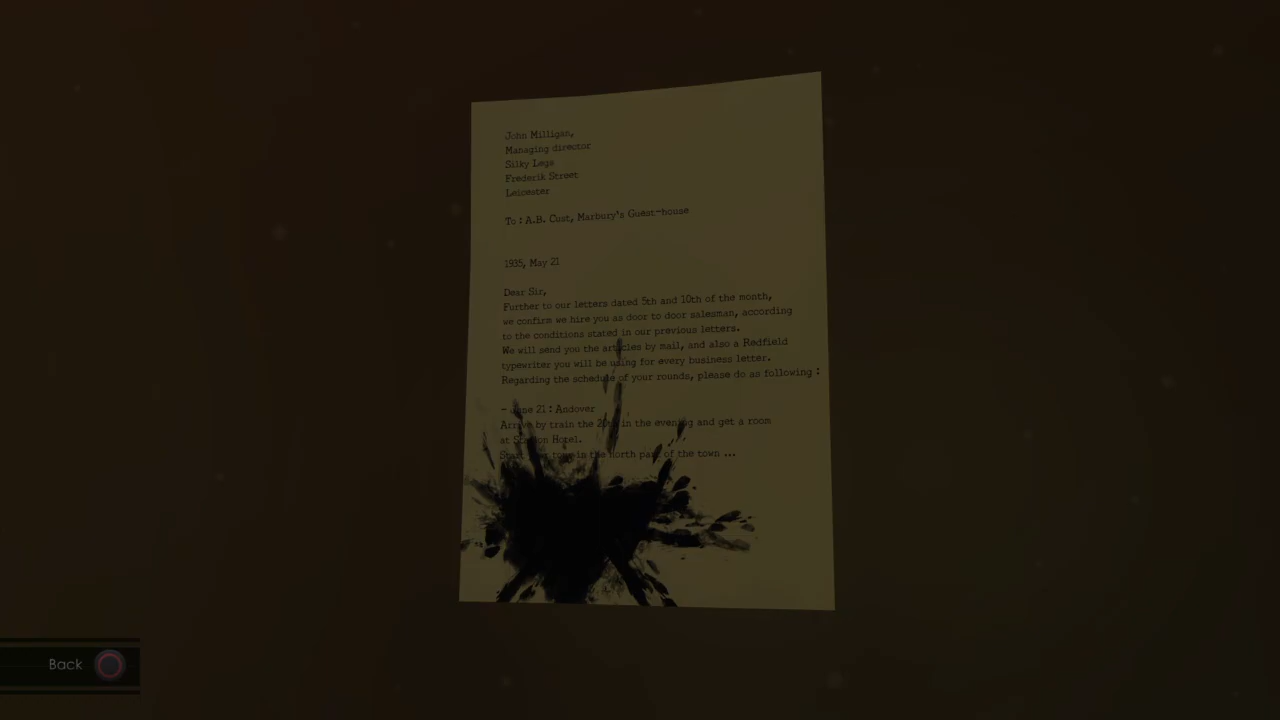 John Milligan,
Managing director
Silky Legs
Frederik Street
Leicester
To : A.B. Cust, Marbury's Guest-house
1935, May 21
Dear Sir,
Further to our letters dated 5th and 10th of the month,
we confirm we hire you as door to door salesman, according
to the conditions stated in our previous letters.
We will send you the articles by mail, and also a Redfield
typewriter you will be using for every business letter.
Regarding the schedule of your rounds, please do as following :
- June 21 : Andover
Arrive by train the 20th in the evening and get a room
at Station Hotel.
Start in the north part of the town ...
Back